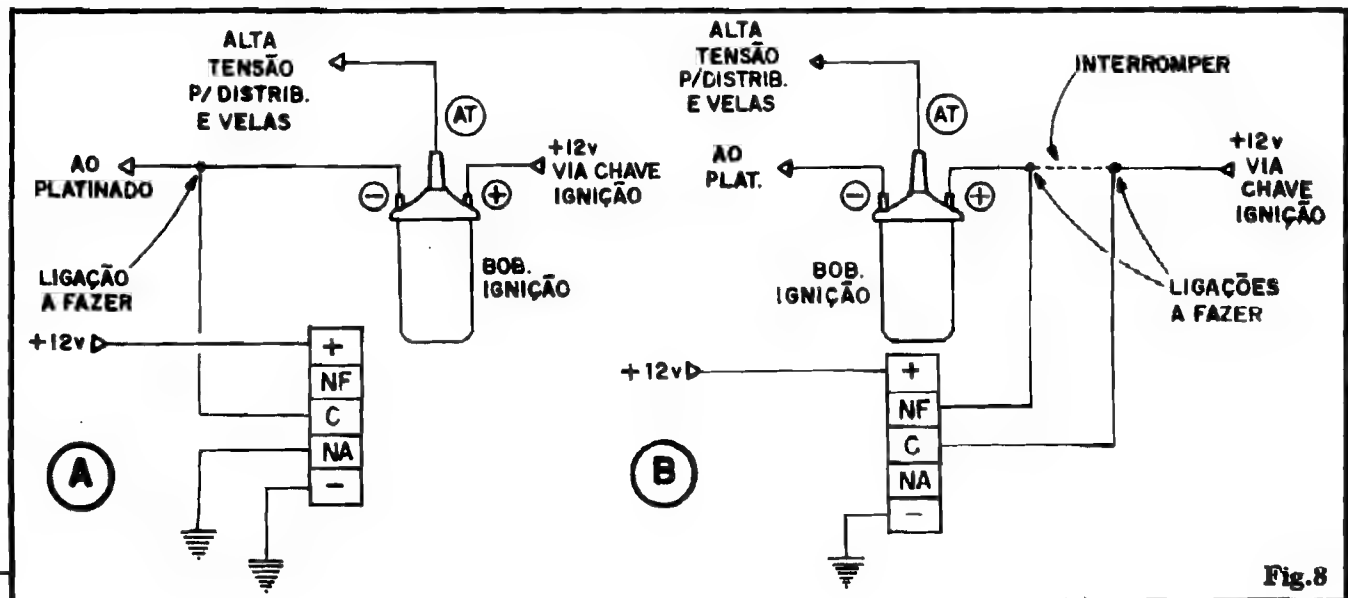 ALTA
TENSÃO
P/DISTRIB.
E VELAS
AT
AO
PLATINADO
+12v
VIA CHAVE
IGNIÇÃO
−
+
LIGAÇÃO
A FAZER
BOB.
IGNIÇÃO
+12v
+
NF
C
NA
−
A
ALTA
TENSÃO
P/DISTRIB.
E VELAS
INTERROMPER
AT
AO
PLAT.
+12v
VIA
CHAVE
IGNIÇÃO
−
+
BOB.
IGNIÇÃO
LIGAÇÕES
A FAZER
+12v
+
NF
C
NA
−
B
Fig.8